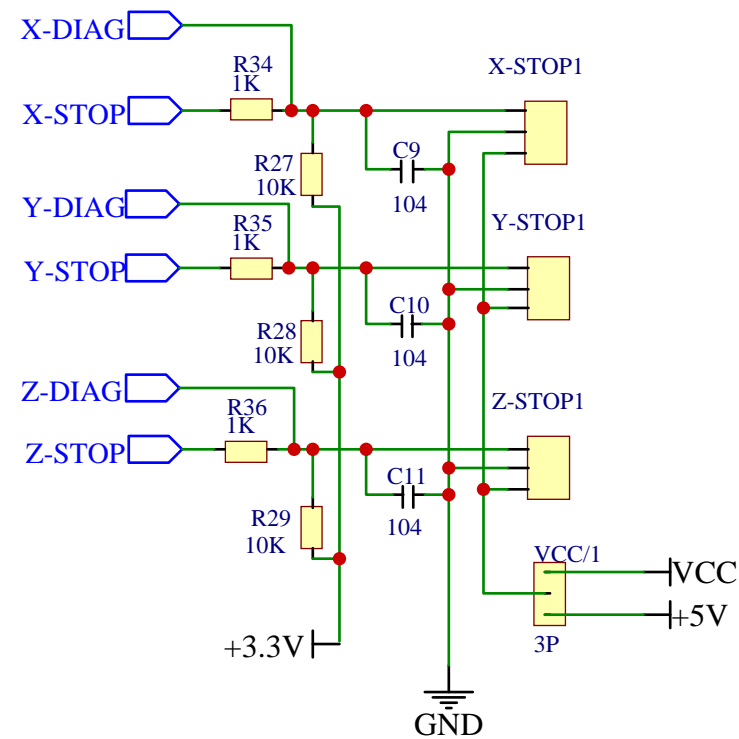 X-DIAG
R34
1K
X-STOP1
X-STOP
C9
R27
10K
104
Y-DIAG
R35
1K
Y-STOP1
Y-STOP
C10
R28
10K
104
Z-DIAG
R36
1K
Z-STOP1
Z-STOP
C11
R29
10K
104
VCC/1
VCC
+5V
3P
+3.3V
GND